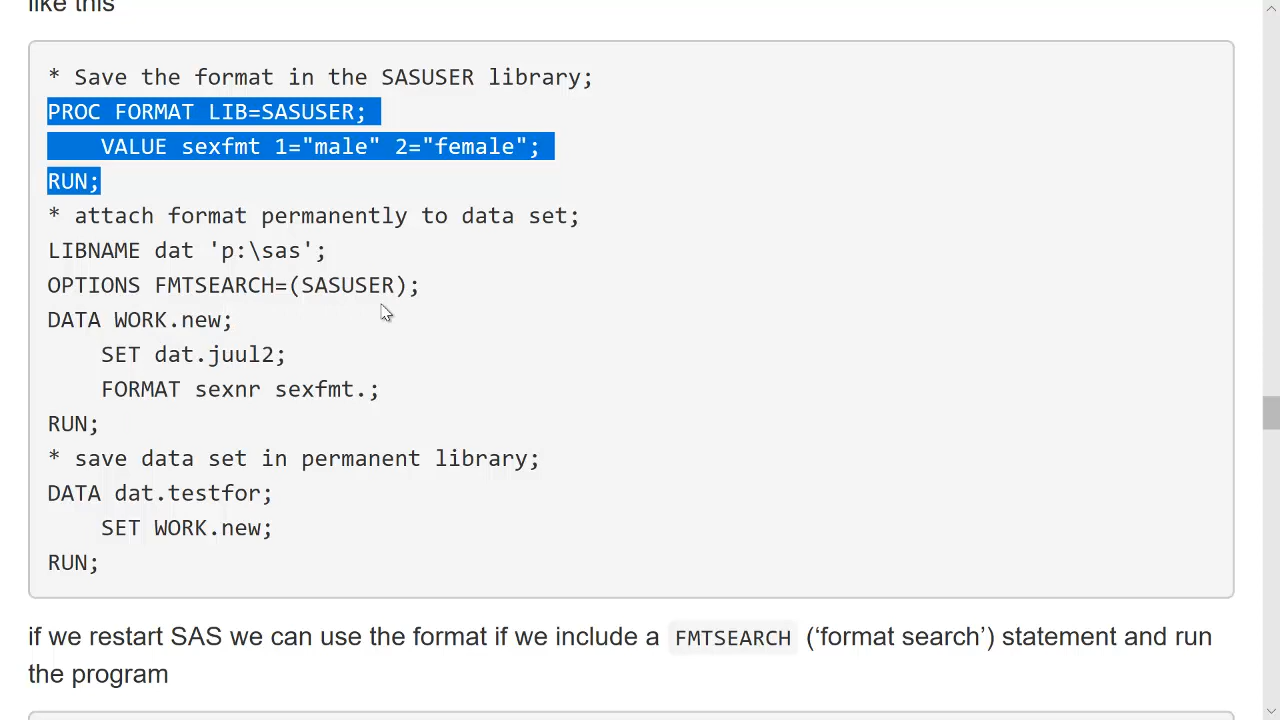 like this
* Save the format in the SASUSER library;
PROC FORMAT LIB=SASUSER;
    VALUE sexfmt 1="male" 2="female";
RUN;
* attach format permanently to data set;
LIBNAME dat 'p:\sas';
OPTIONS FMTSEARCH=(SASUSER);
DATA WORK.new;
    SET dat.juul2;
    FORMAT sexnr sexfmt.;
RUN;
* save data set in permanent library;
DATA dat.testfor;
    SET WORK.new;
RUN;
if we restart SAS we can use the format if we include a FMTSEARCH (‘format search’) statement and run
the program